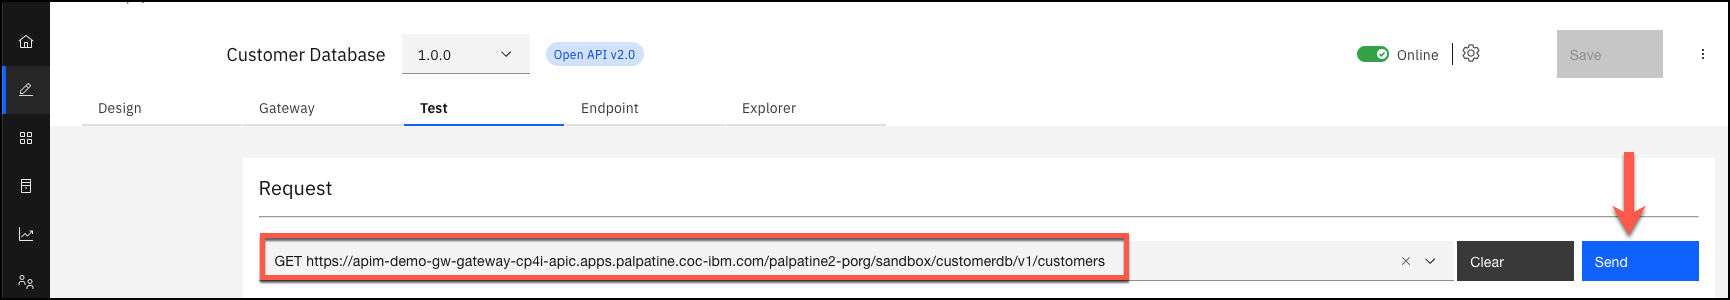 Customer Database 1.0.0 Open API v2.0 Online Save
Design Gateway Test Endpoint Explorer
Request
GET https://apim-demo-gw-gateway-cp4i-apic.apps.palpatine.coc-ibm.com/palpatine2-porg/sandbox/customerdb/v1/customers Clear Send